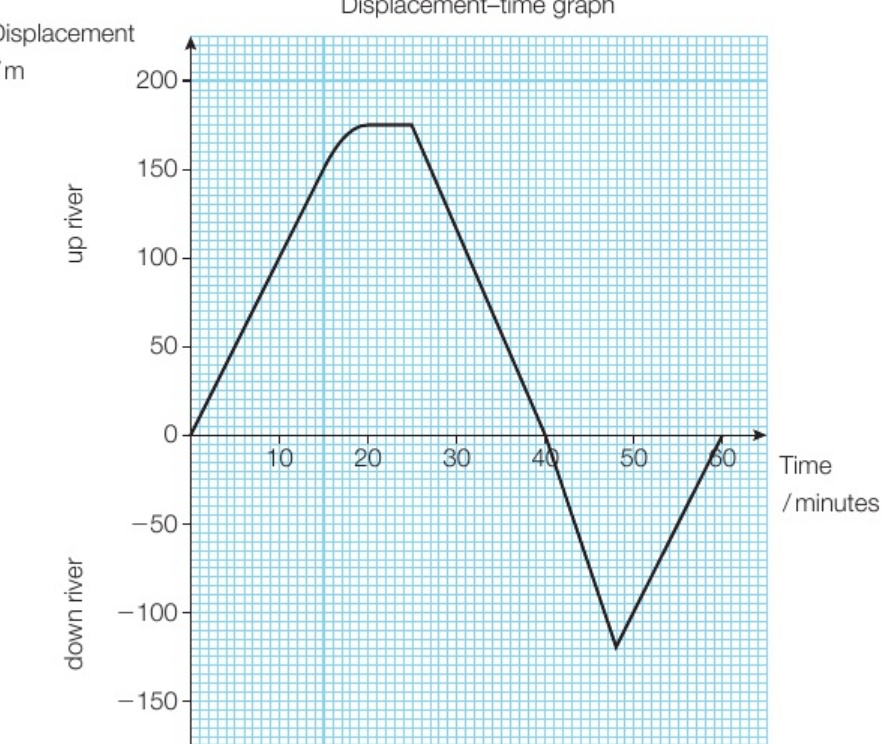 Displacement–time graph
Displacement
/m
200
150
up river
100
50
0
10 20 30 40 50 60
Time
/minutes
−50
down river
−100
−150